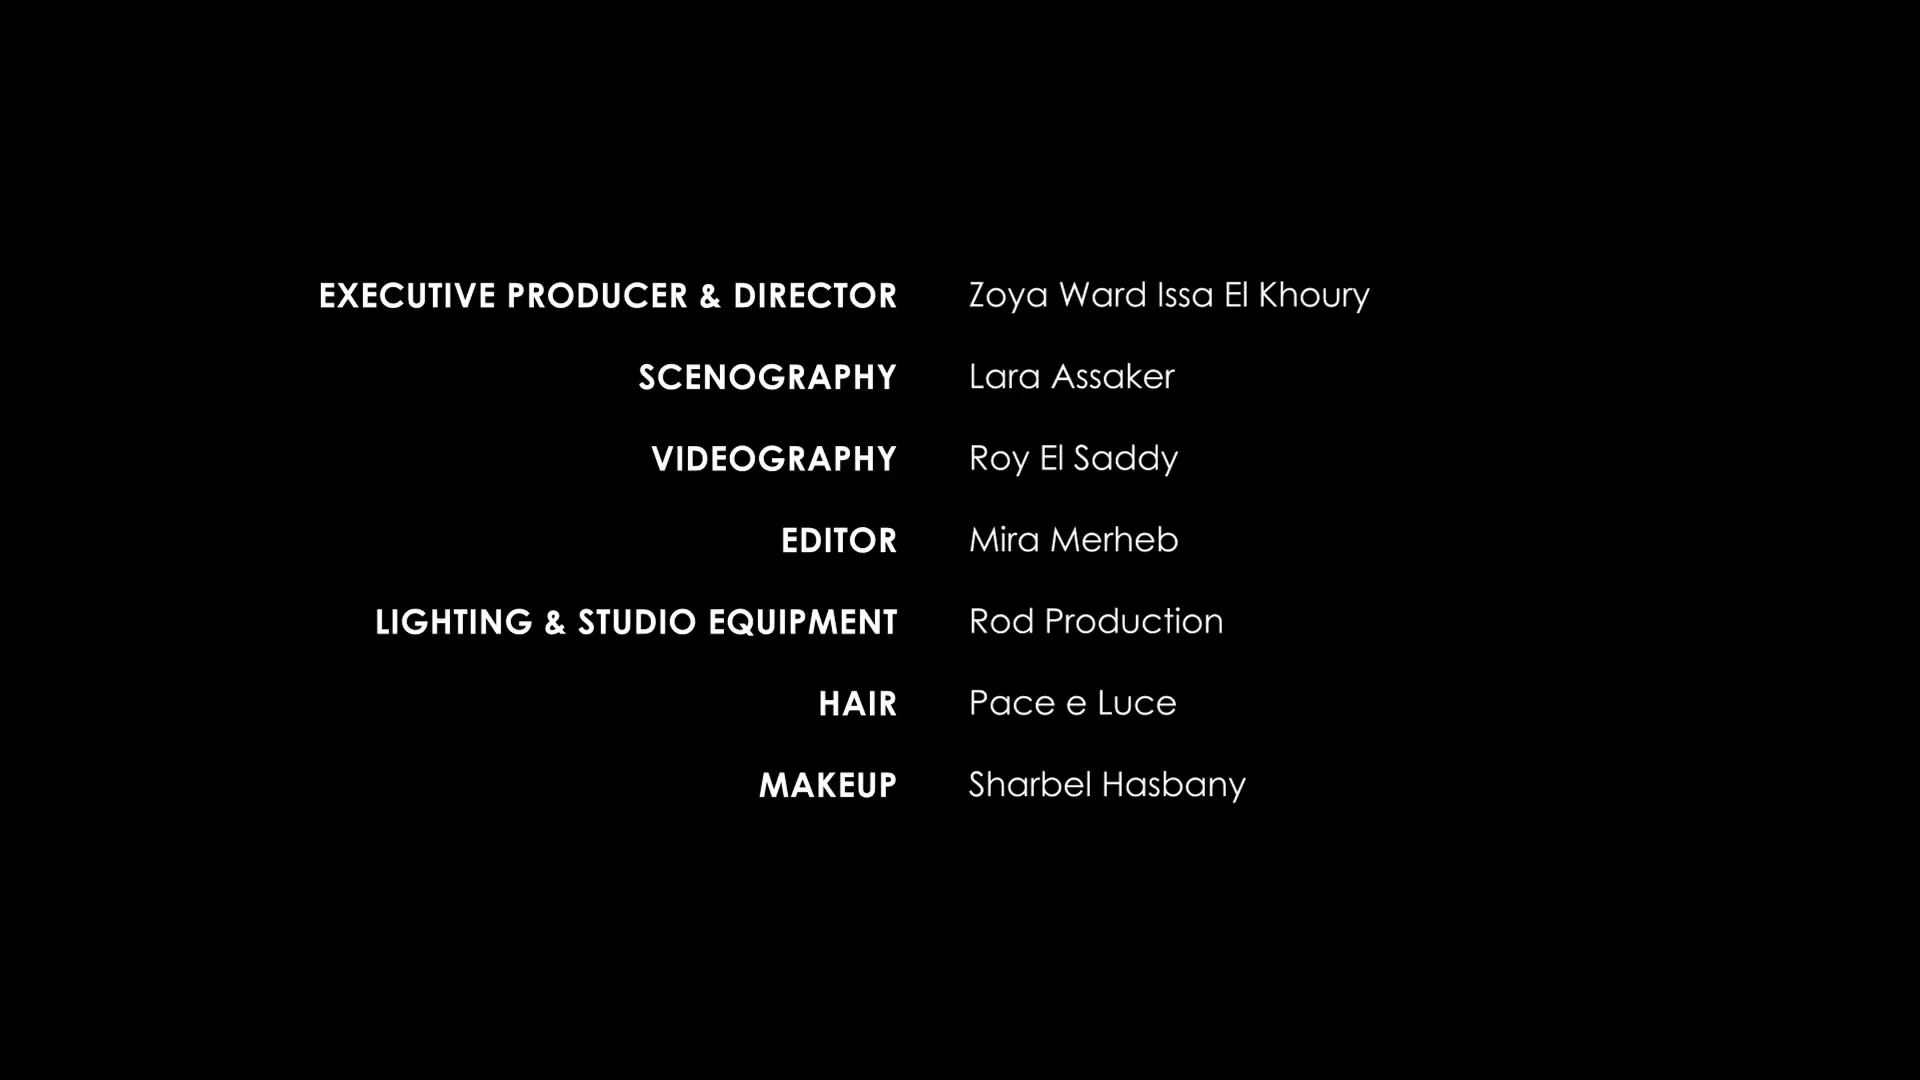 EXECUTIVE PRODUCER & DIRECTOR Zoya Ward Issa El Khoury
SCENOGRAPHY Lara Assaker
VIDEOGRAPHY Roy El Saddy
EDITOR Mira Merheb
LIGHTING & STUDIO EQUIPMENT Rod Production
HAIR Pace e Luce
MAKEUP Sharbel Hasbany